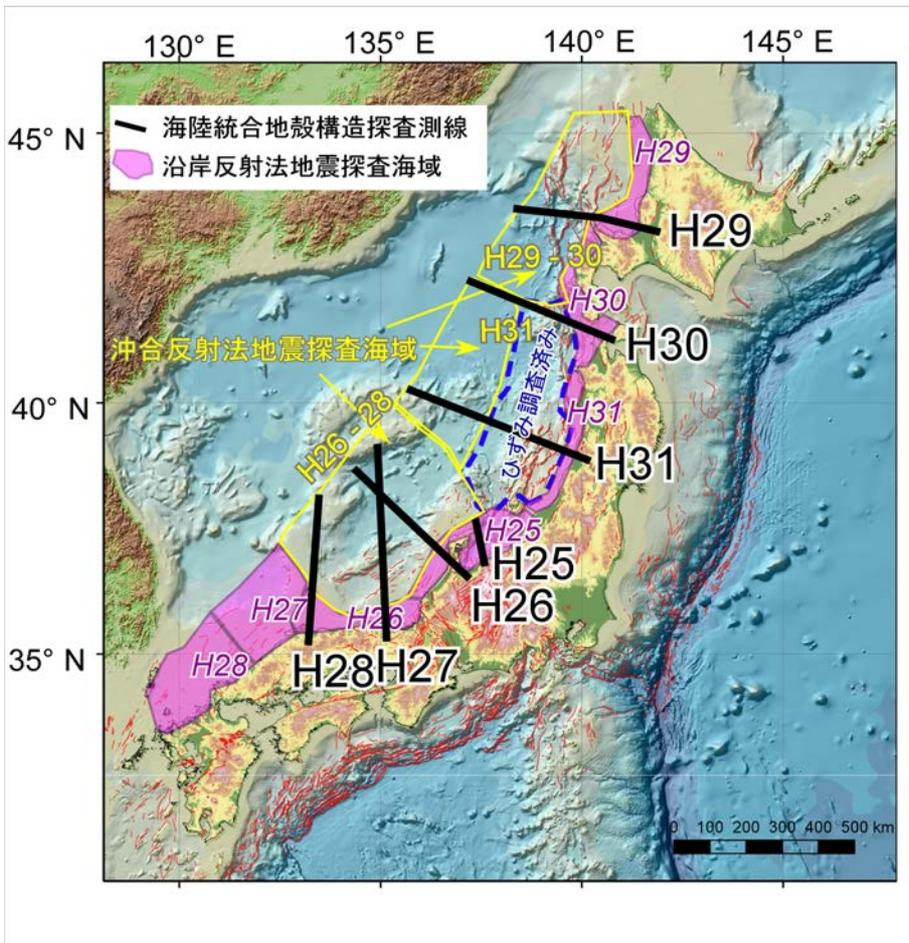 130° E
135° E
140° E
145° E
45° N
海陸統合地殻構造探査測線
沿岸反射法地震探査海域
H29
H29
H29 - 30
H30
H30
H31
沖合反射法地震探査海域
ひずみ調査済み
40° N
H31
H31
H26 - 28
H25
H25
H26
H27
H26
H28
35° N
H28
H27
0 100 200 300 400 500 km